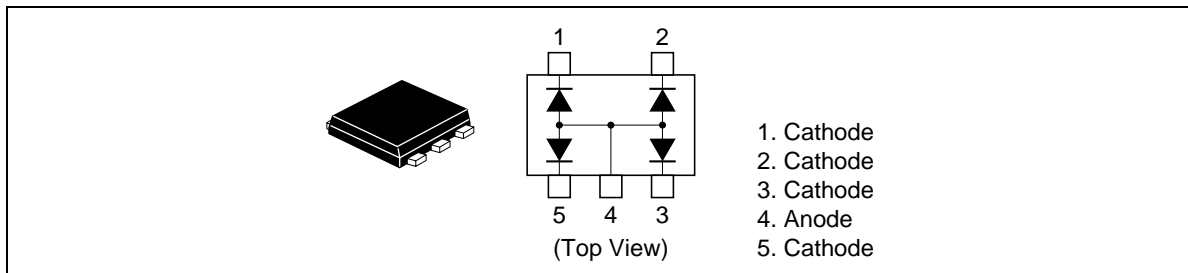 1 2
5 4 3
(Top View)
1. Cathode
2. Cathode
3. Cathode
4. Anode
5. Cathode